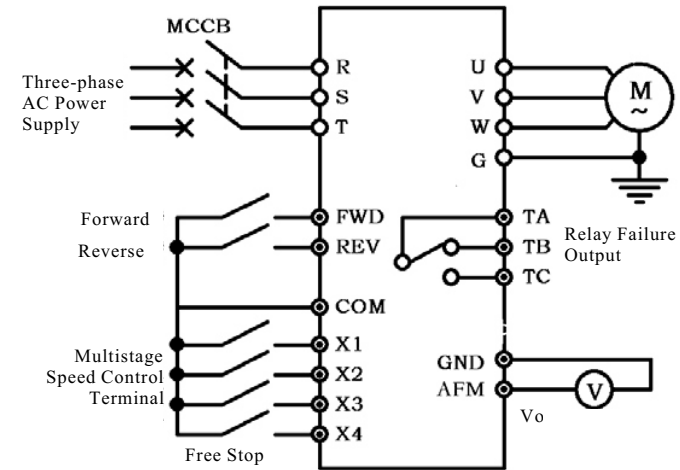 MCCB
Three-phase
AC Power
Supply
R
S
T
U
V
W
G
M
~
Forward
Reverse
FWD
REV
COM
TA
TB
TC
Relay Failure
Output
Multistage
Speed Control
Terminal
X1
X2
X3
X4
Free Stop
GND
AFM
V
Vo